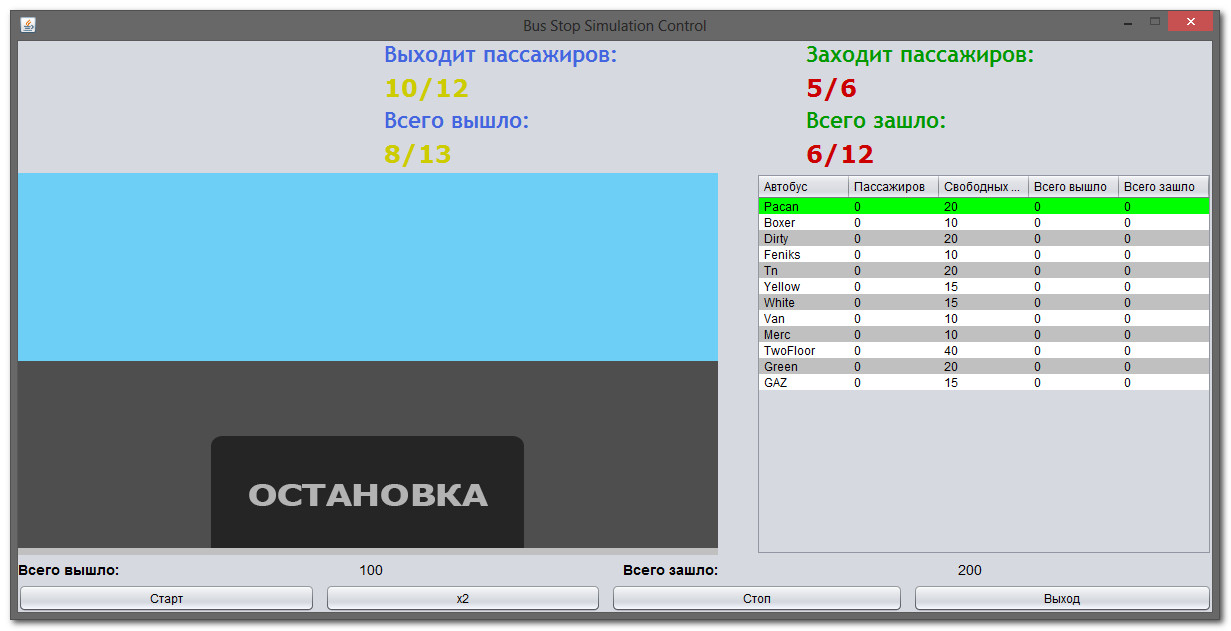 Bus Stop Simulation Control
Выходит пассажиров:
10/12
Всего вышло:
8/13
Заходит пассажиров:
5/6
Всего зашло:
6/12
Автобус Пассажиров Свободных ... Всего вышло Всего зашло
Pacan 0 20 0 0
Boxer 0 10 0 0
Dirty 0 20 0 0
Feniks 0 10 0 0
Tn 0 20 0 0
Yellow 0 15 0 0
White 0 15 0 0
Van 0 10 0 0
Merc 0 10 0 0
TwoFloor 0 40 0 0
Green 0 20 0 0
GAZ 0 15 0 0
ОСТАНОВКА
Всего вышло: 100 Всего зашло: 200
Старт x2 Стоп Выход